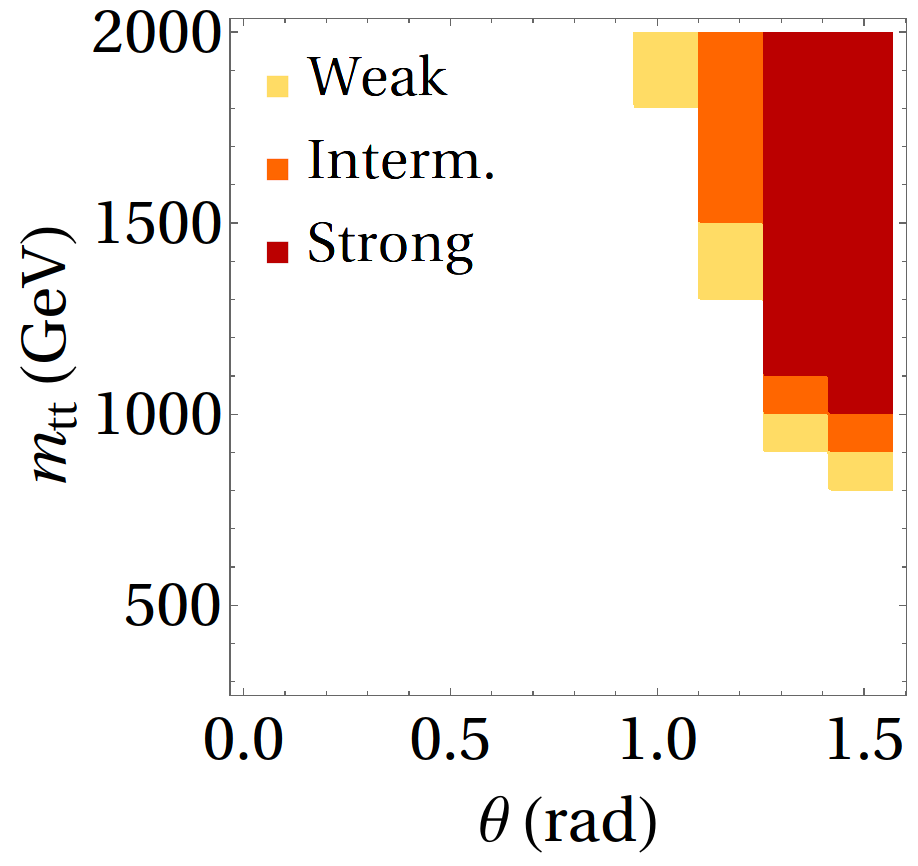 2000
1500
1000
500
m_tt (GeV)
Weak
Interm.
Strong
0.0 0.5 1.0 1.5
θ (rad)